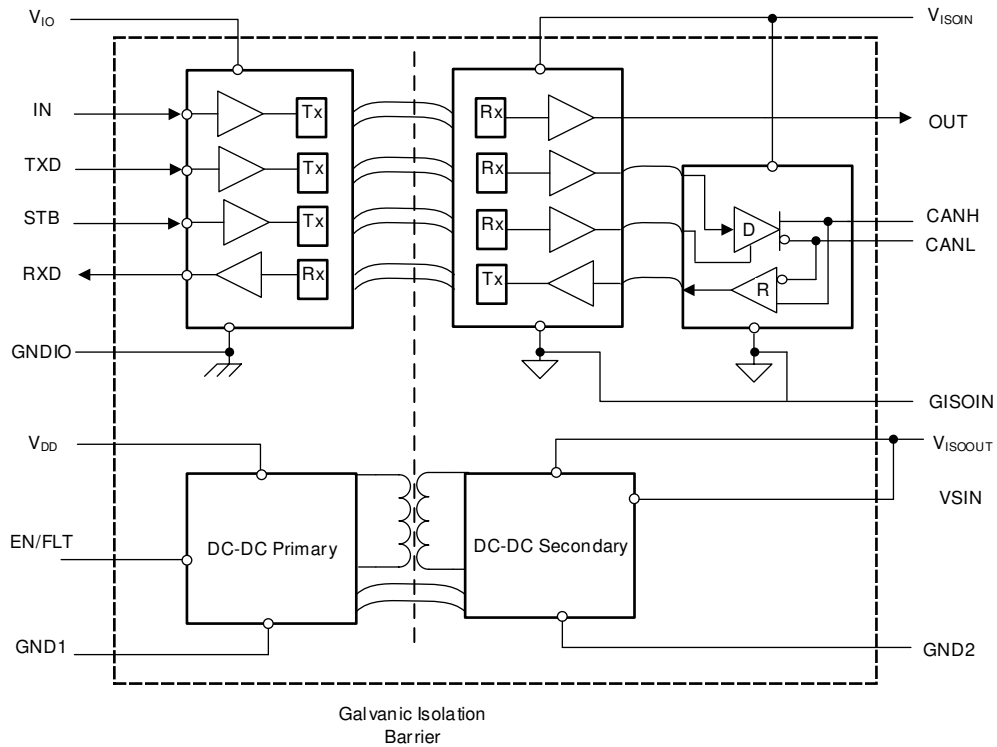 VIO
VISOIN
IN
Tx
Rx
OUT
TXD
Tx
Rx
STB
Tx
Rx
D
CANH
CANL
RXD
Rx
Tx
R
GNDIO
GISOIN
VDD
VISOOUT
VSIN
EN/FLT
DC-DC Primary
DC-DC Secondary
GND1
GND2
Galvanic Isolation
Barrier